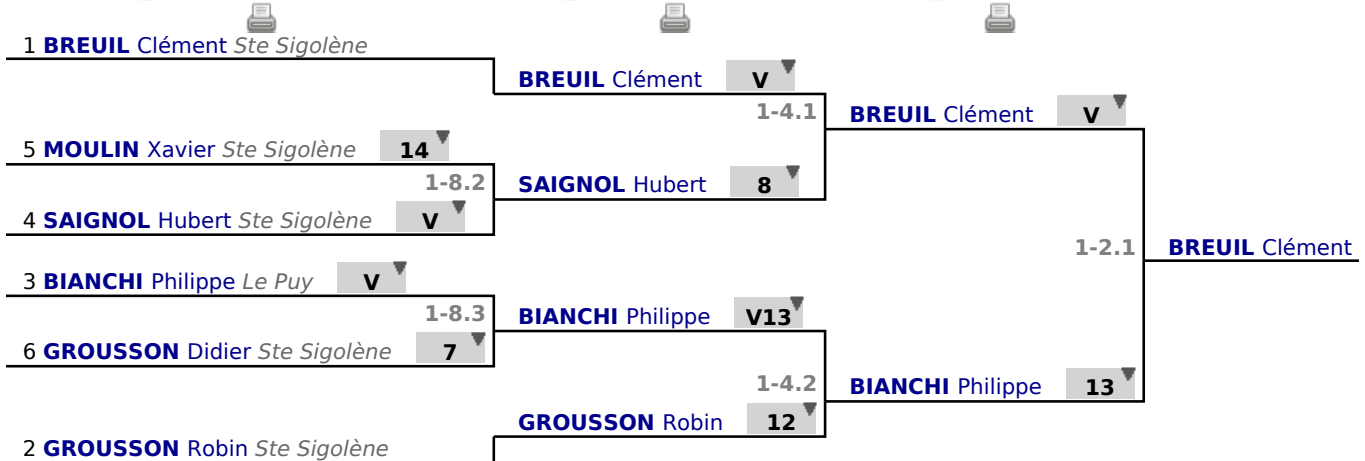 1 BREUIL Clément Ste Sigolène
BREUIL Clément V
1-4.1
BREUIL Clément V
5 MOULIN Xavier Ste Sigolène 14
1-8.2
SAIGNOL Hubert 8
4 SAIGNOL Hubert Ste Sigolène V
1-2.1
BREUIL Clément
3 BIANCHI Philippe Le Puy V
1-8.3
BIANCHI Philippe V13
6 GROUSSON Didier Ste Sigolène 7
1-4.2
BIANCHI Philippe 13
GROUSSON Robin 12
2 GROUSSON Robin Ste Sigolène